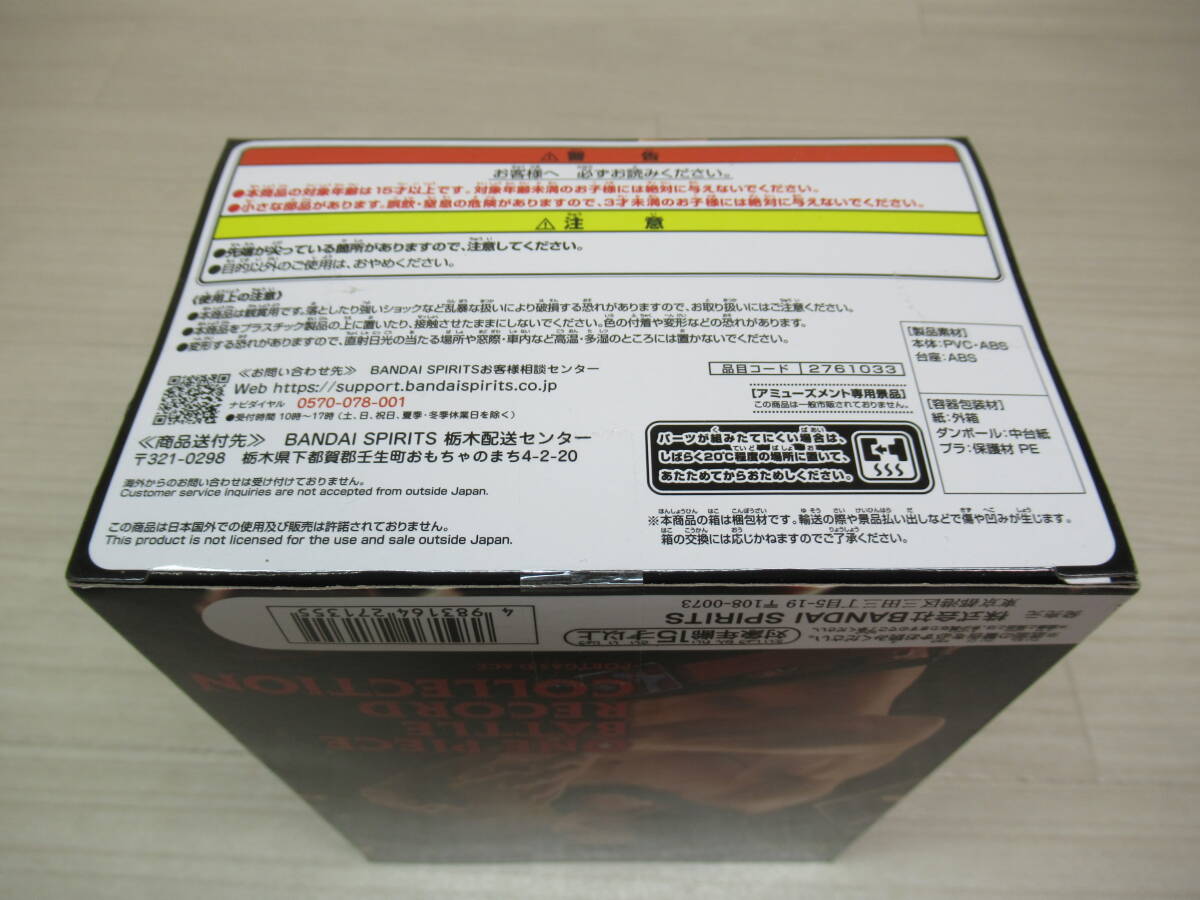 ⚠警 告
お客様へ 必ずお読みください。
●本商品の対象年齢は15才以上です。対象年齢未満のお子様には絶対に与えないでください。
●小さな部品があります。誤飲・窒息の危険がありますので、3才未満のお子様には絶対に与えないでください。
⚠注 意
●先端が尖っている箇所がありますので、注意してください。
●目的以外のご使用は、おやめください。
〈使用上の注意〉
●本商品は観賞用です。落としたり強いショックなど乱暴な扱いにより破損する恐れがありますので、お取り扱いにはご注意ください。
●本商品をプラスチック製品の上に置いたり、接触させたままにしないでください。色の付着や変形などの恐れがあります。
●変形する恐れがありますので、直射日光の当たる場所や窓際・車内など高温・多湿のところには置かないでください。
≪お問い合わせ先≫ BANDAI SPIRITSお客様相談センター
Web https://support.bandaispirits.co.jp
ナビダイヤル 0570-078-001
●受付時間 10時～17時(土、日、祝日、夏季・冬季休業日を除く)
≪商品送付先≫ BANDAI SPIRITS 栃木配送センター
〒321-0298 栃木県下都賀郡壬生町おもちゃのまち4-2-20
海外からのお問い合わせは受け付けておりません。
Customer service inquiries are not accepted from outside Japan.
この商品は日本国外での使用及び販売は許諾されておりません。
This product is not licensed for the use and sale outside Japan.
品目コード 2761033
[アミューズメント専用景品]
この商品は一般市販されておりません。
パーツが組みたてにくい場合は、
しばらく20℃程度の場所に置いて、
あたためてからおためしください。
[製品素材]
本体:PVC・ABS
台座:ABS
[容器包装材]
紙:外箱
ダンボール:中台紙
プラ:保護材 PE
※本商品の箱は梱包材です。輸送の際や景品払い出しなどで傷や凹みが生じます。
箱の交換には応じかねますのでご了承ください。
発売元 株式会社BANDAI SPIRITS
東京都港区三田三丁目5-19 〒108-0073
対象年齢15才以上
4983164271355
ONE PIECE
BATTLE
RECORD
COLLECTION
PORTGAS.D.ACE